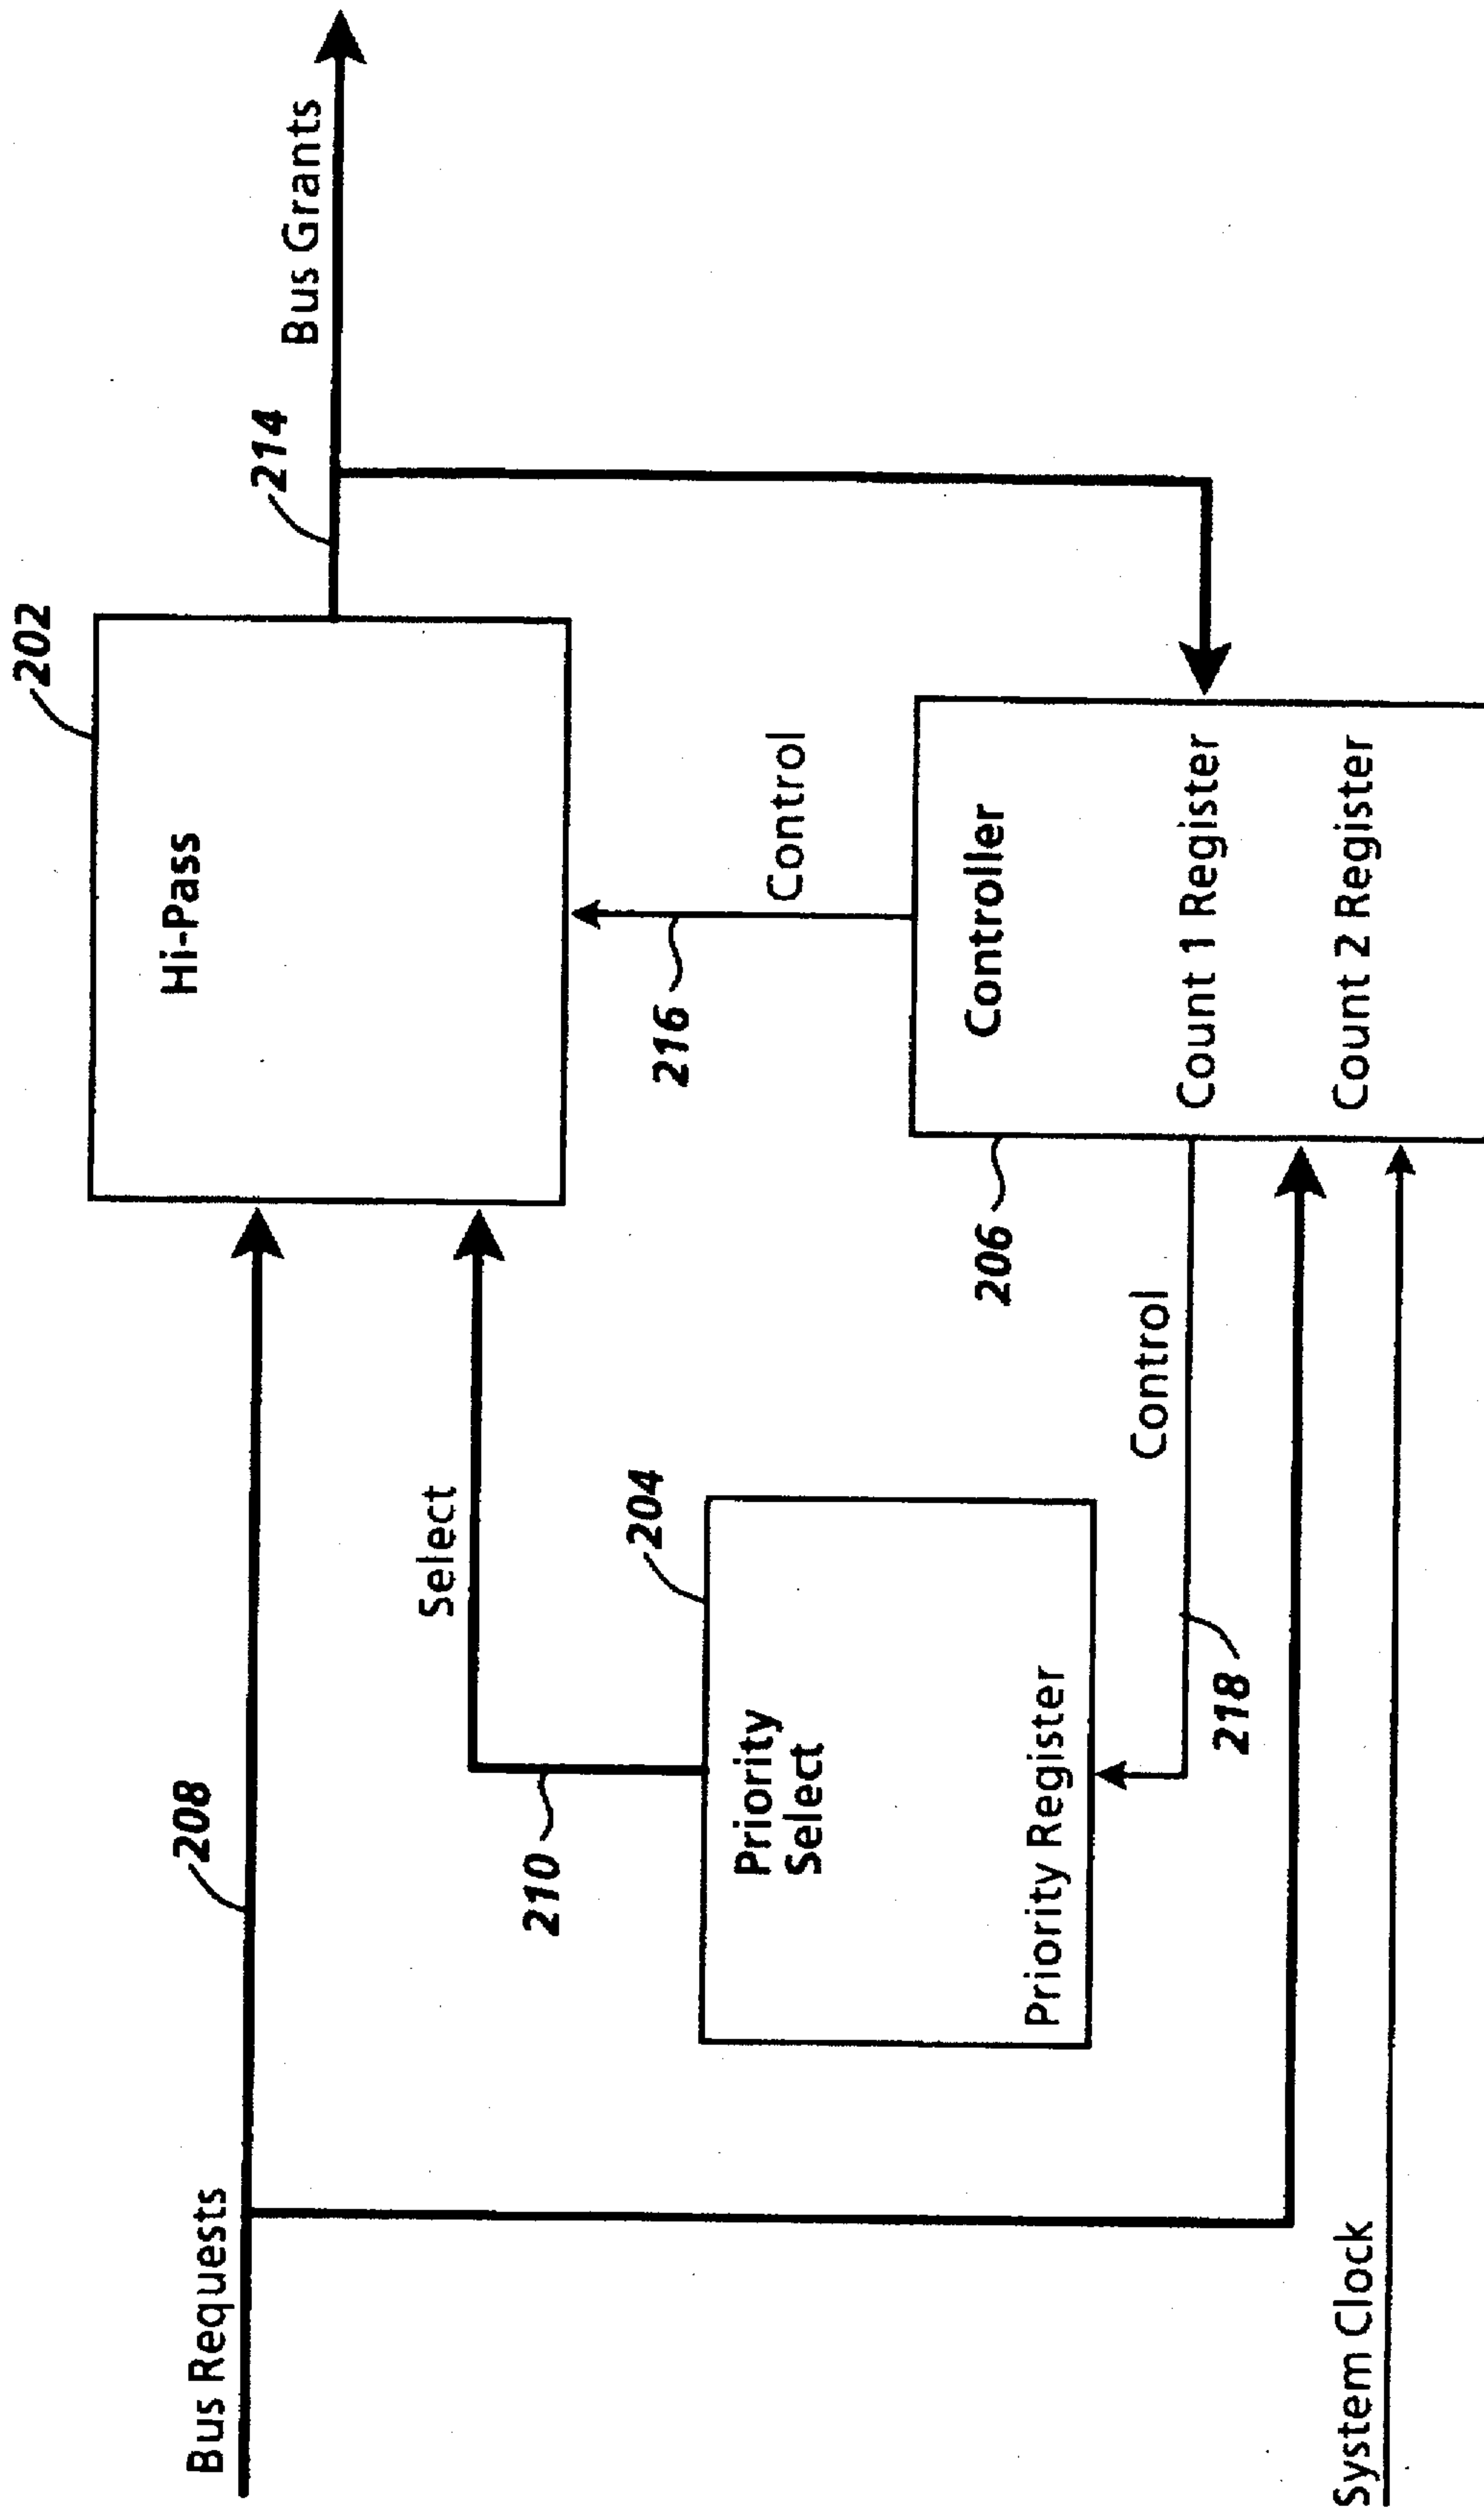 Bus Requests
208
202
Hi-Pass
214
Bus Grants
Select
210
204
Priority
Select
Priority Register
216
Control
206
Controller
Count 1 Register
Count 2 Register
Control
218
System Clock